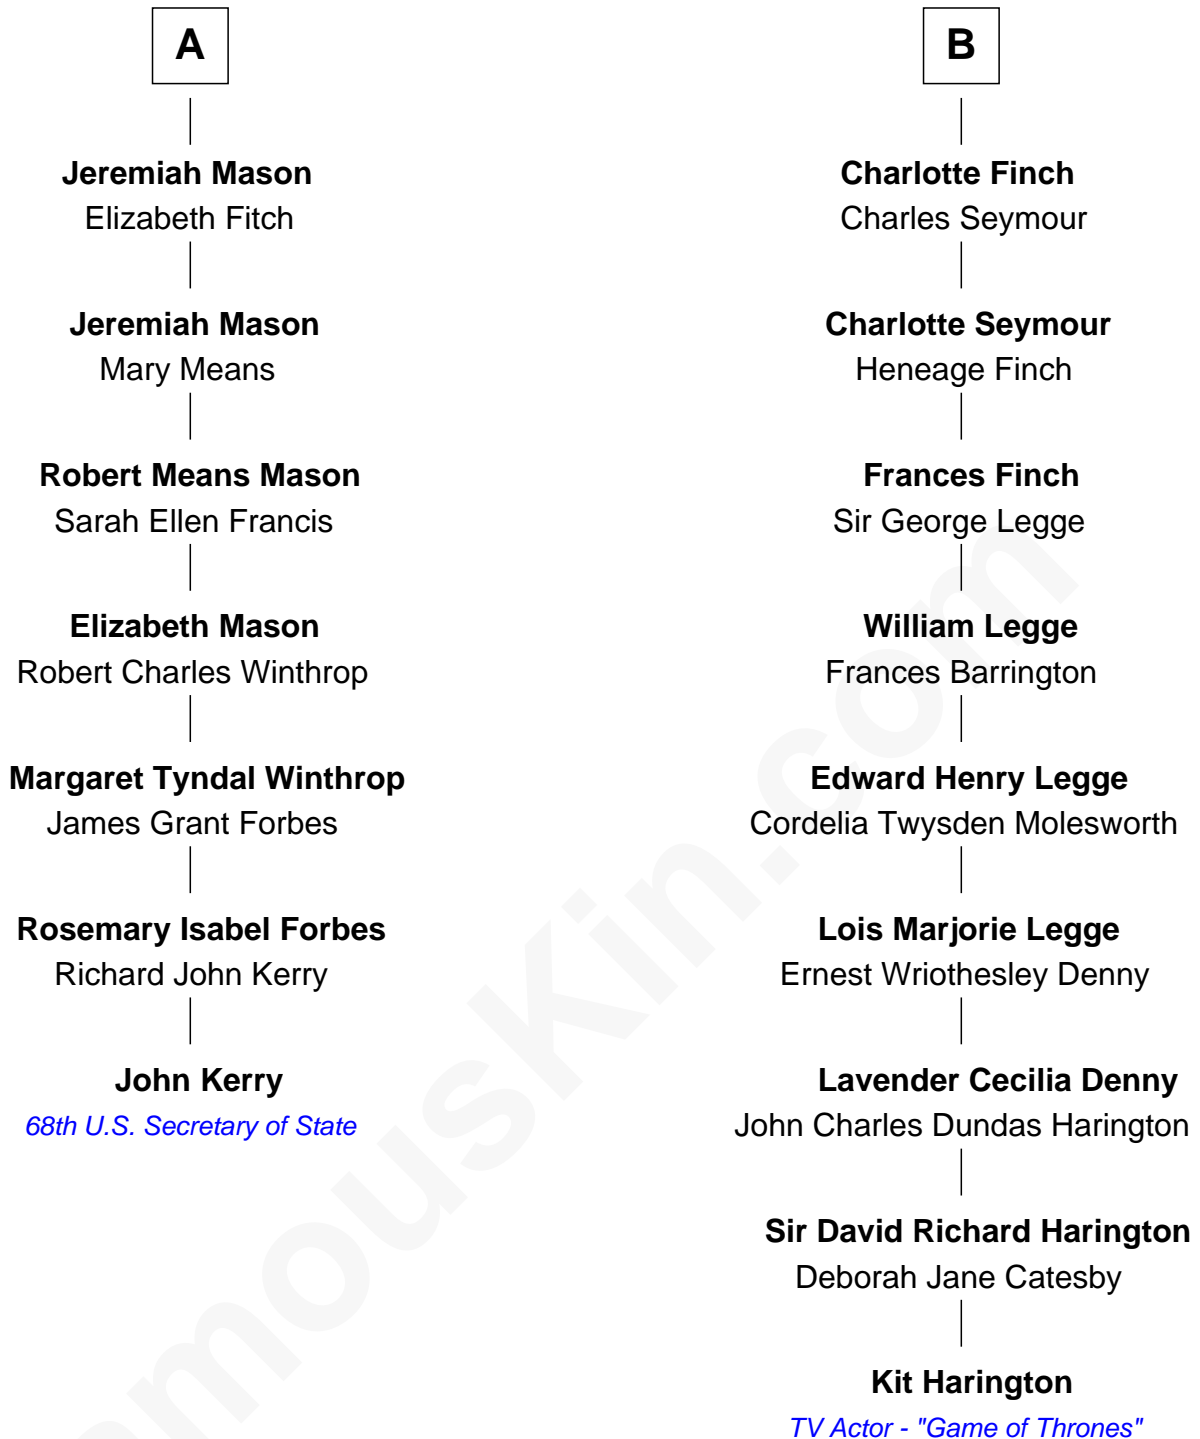 A
Jeremiah Mason
Elizabeth Fitch
Jeremiah Mason
Mary Means
Robert Means Mason
Sarah Ellen Francis
Elizabeth Mason
Robert Charles Winthrop
Margaret Tyndal Winthrop
James Grant Forbes
Rosemary Isabel Forbes
Richard John Kerry
John Kerry
68th U.S. Secretary of State
B
Charlotte Finch
Charles Seymour
Charlotte Seymour
Heneage Finch
Frances Finch
Sir George Legge
William Legge
Frances Barrington
Edward Henry Legge
Cordelia Twysden Molesworth
Lois Marjorie Legge
Ernest Wriothesley Denny
Lavender Cecilia Denny
John Charles Dundas Harington
Sir David Richard Harington
Deborah Jane Catesby
Kit Harington
TV Actor - "Game of Thrones"
amouskin.com